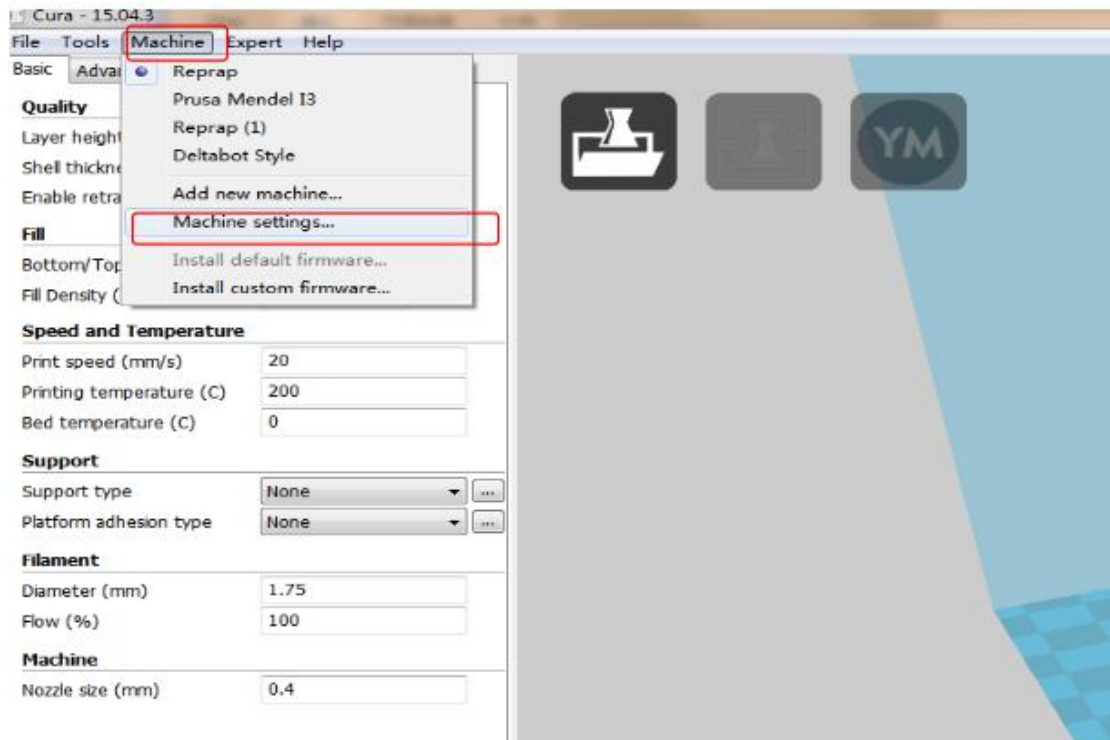 Cura - 15.04.3
File Tools Machine Expert Help
Basic
Reprap
Prusa Mendel I3
Reprap (1)
Deltabot Style
Add new machine...
Machine settings...
Install default firmware...
Install custom firmware...
Quality
Layer height
Shell
Enable
Fill
Fill Density (
Speed and Temperature
Print speed (mm/s) 20
Printing temperature (C) 200
Bed temperature (C) 0
Support
Support type None ...
Platform adhesion type None ...
Filament
Diameter (mm) 1.75
Flow (%) 100
Machine
Nozzle size (mm) 0.4
YM